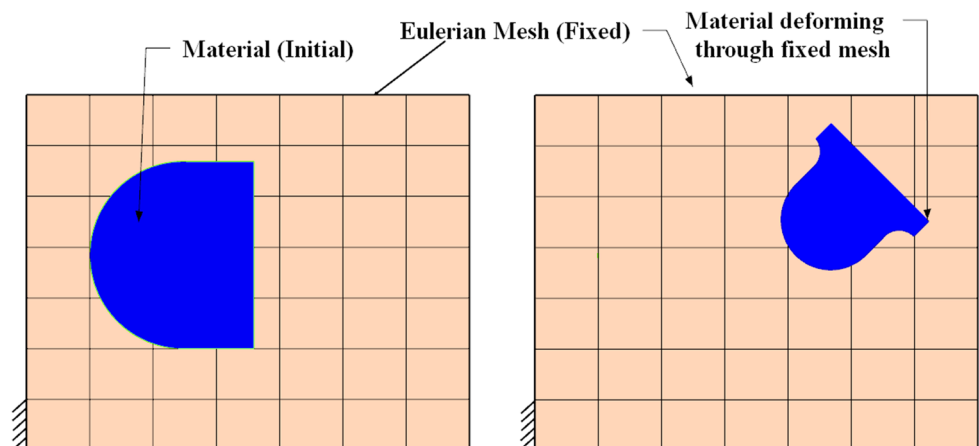 Material (Initial)
Eulerian Mesh (Fixed)
Material deforming
through fixed mesh